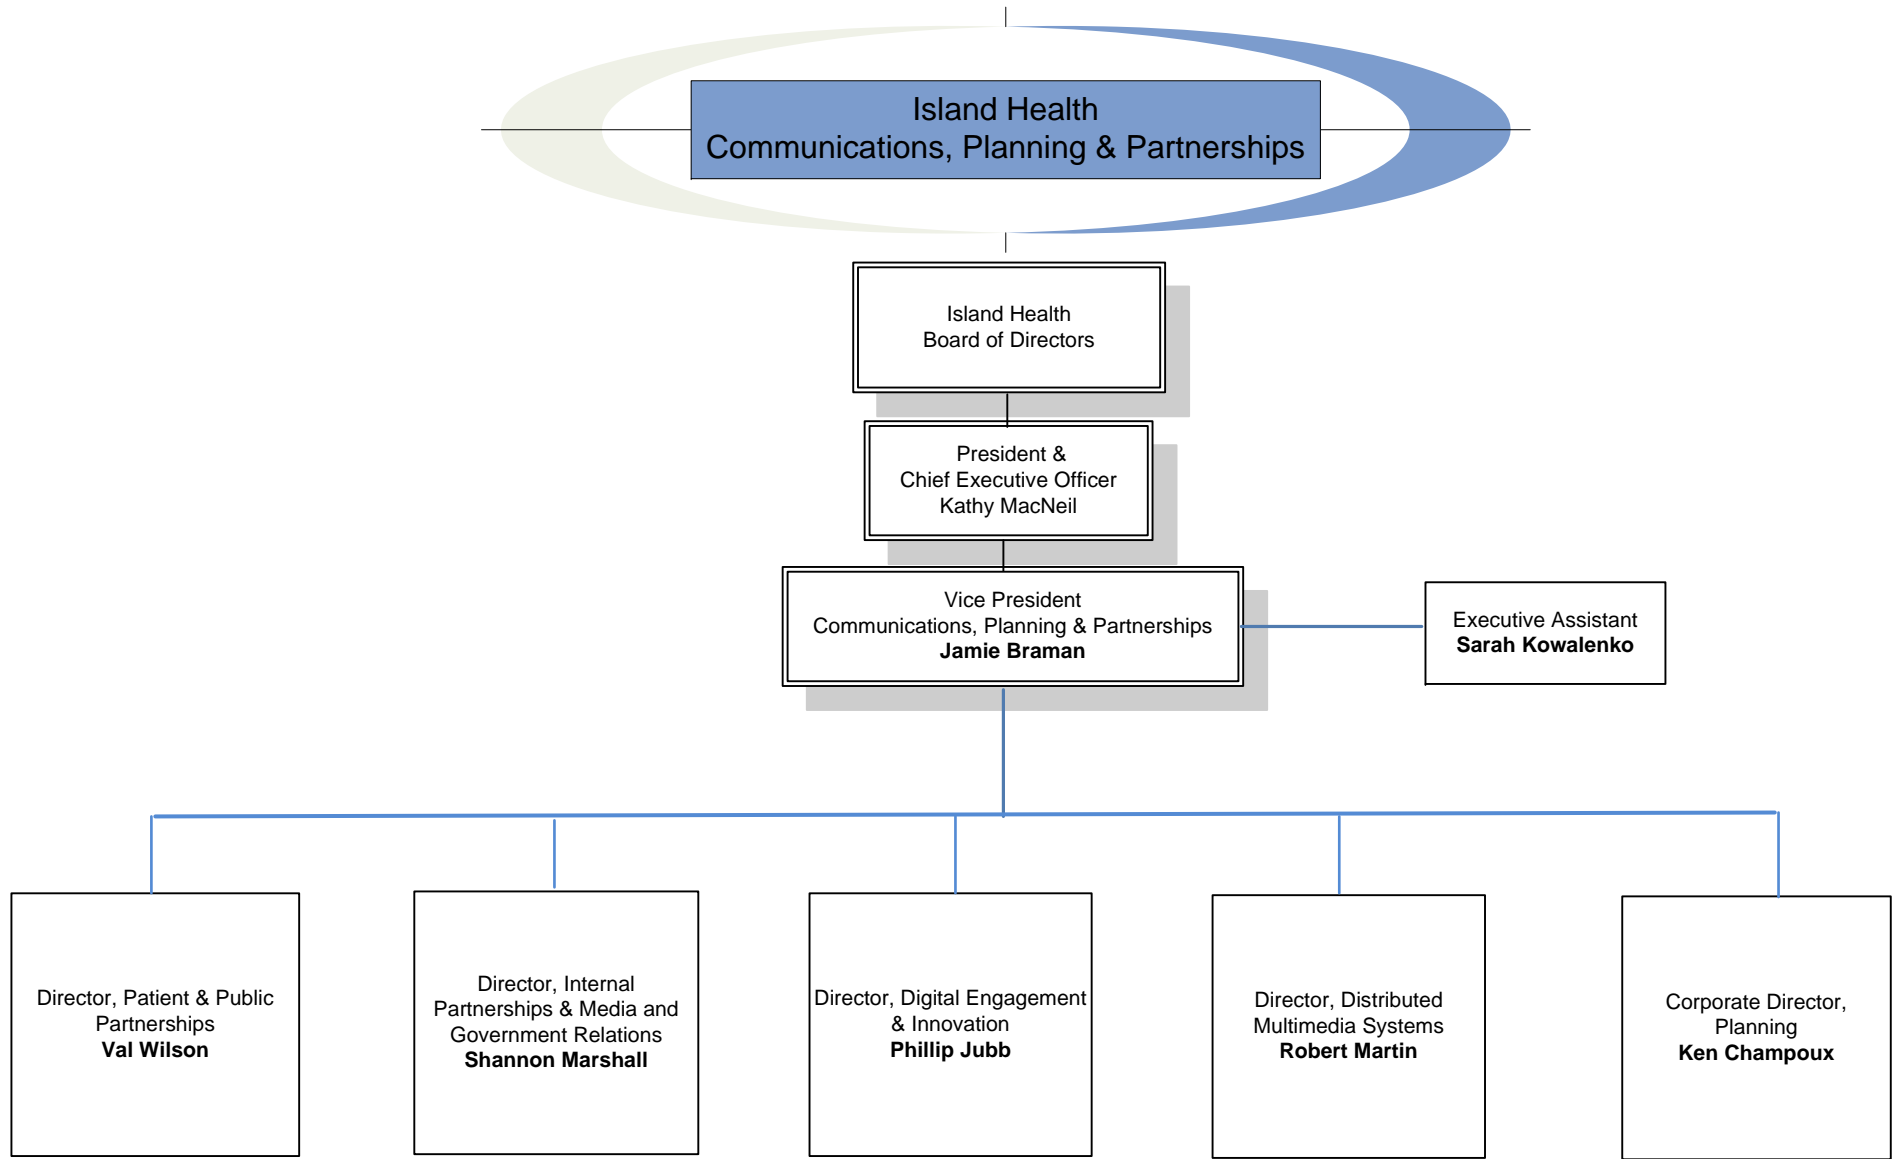 Island Health
Communications, Planning & Partnerships
Island Health
Board of Directors
President &
Chief Executive Officer
Kathy MacNeil
Vice President
Communications, Planning & Partnerships
Jamie Braman
Executive Assistant
Sarah Kowalenko
Director, Patient & Public
Partnerships
Val Wilson
Director, Internal
Partnerships & Media and
Government Relations
Shannon Marshall
Director, Digital Engagement
& Innovation
Phillip Jubb
Director, Distributed
Multimedia Systems
Robert Martin
Corporate Director,
Planning
Ken Champoux